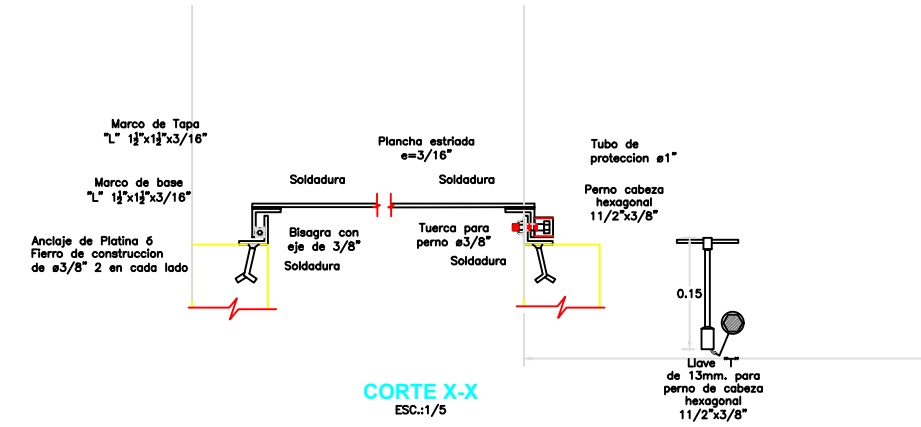 Marco de Tapa
"L" 1½"x1½"x3/16"
Marco de base
"L" 1½"x1½"x3/16"
Anclaje de Platina ó
Fierro de construccion
de ø3/8" 2 en cada lado
Soldadura
Plancha estriada
e=3/16"
Soldadura
Bisagra con
eje de 3/8"
Soldadura
Tuerca para
perno ø3/8"
Soldadura
Tubo de
proteccion ø1"
Perno cabeza
hexagonal
11/2"x3/8"
0.15
Llave "T"
de 13mm. para
perno de cabeza
hexagonal
11/2"x3/8"
CORTE X-X
ESC.:1/5